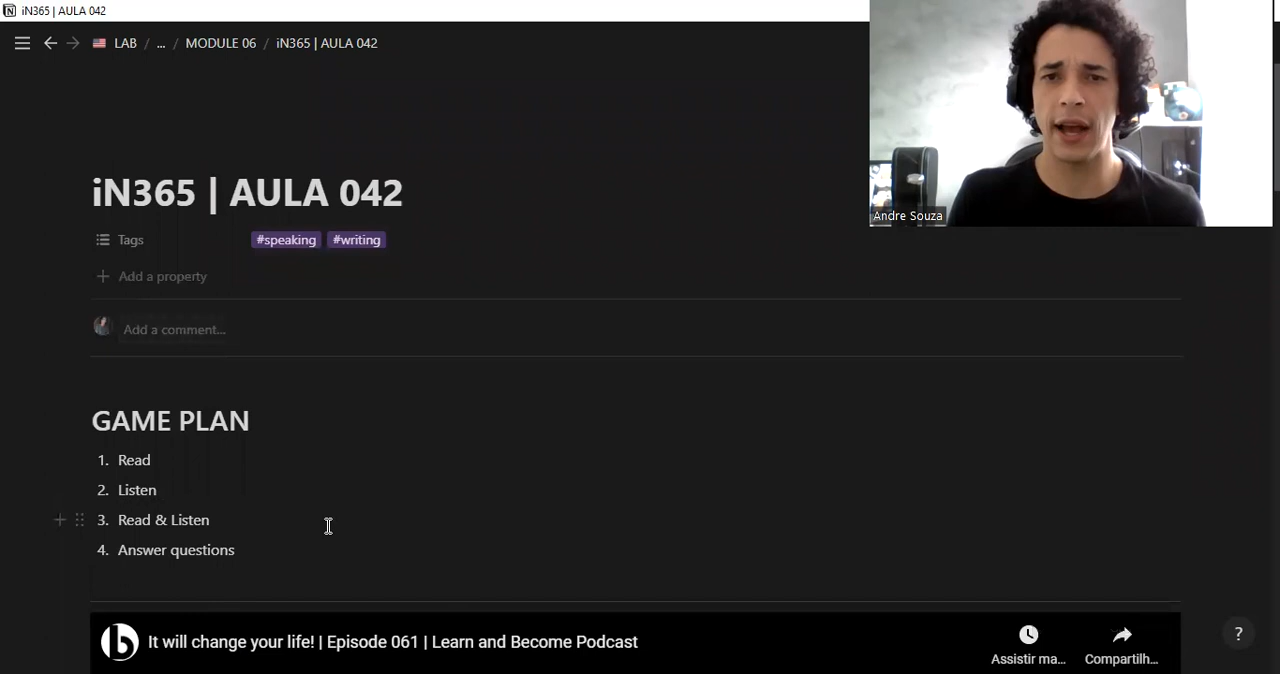 iN365 | AULA 042
LAB / ... / MODULE 06 / iN365 | AULA 042
Andre Souza
iN365 | AULA 042
Tags #speaking #writing
Add a property
Add a comment...
GAME PLAN
1. Read
2. Listen
3. Read & Listen
4. Answer questions
It will change your life! | Episode 061 | Learn and Become Podcast
Assistir ma... Compartilh...
?